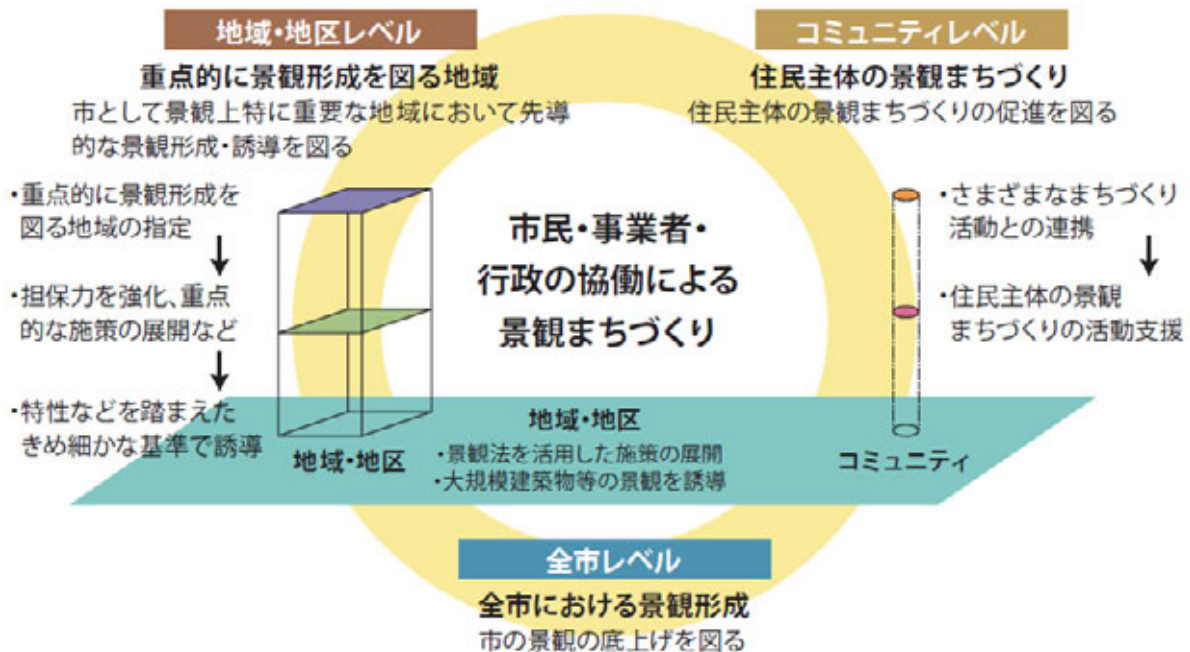 地域・地区レベル
重点的に景観形成を図る地域
市として景観上特に重要な地域において先導
的な景観形成・誘導を図る
・重点的に景観形成を
図る地域の指定
・担保力を強化、重点
的な施策の展開など
・特性などを踏まえた
きめ細かな基準で誘導
地域・地区
市民・事業者・
行政の協働による
景観まちづくり
コミュニティレベル
住民主体の景観まちづくり
住民主体の景観まちづくりの促進を図る
・さまざまなまちづくり
活動との連携
・住民主体の景観
まちづくりの活動支援
コミュニティ
地域・地区
・景観法を活用した施策の展開
・大規模建築物等の景観を誘導
全市レベル
全市における景観形成
市の景観の底上げを図る